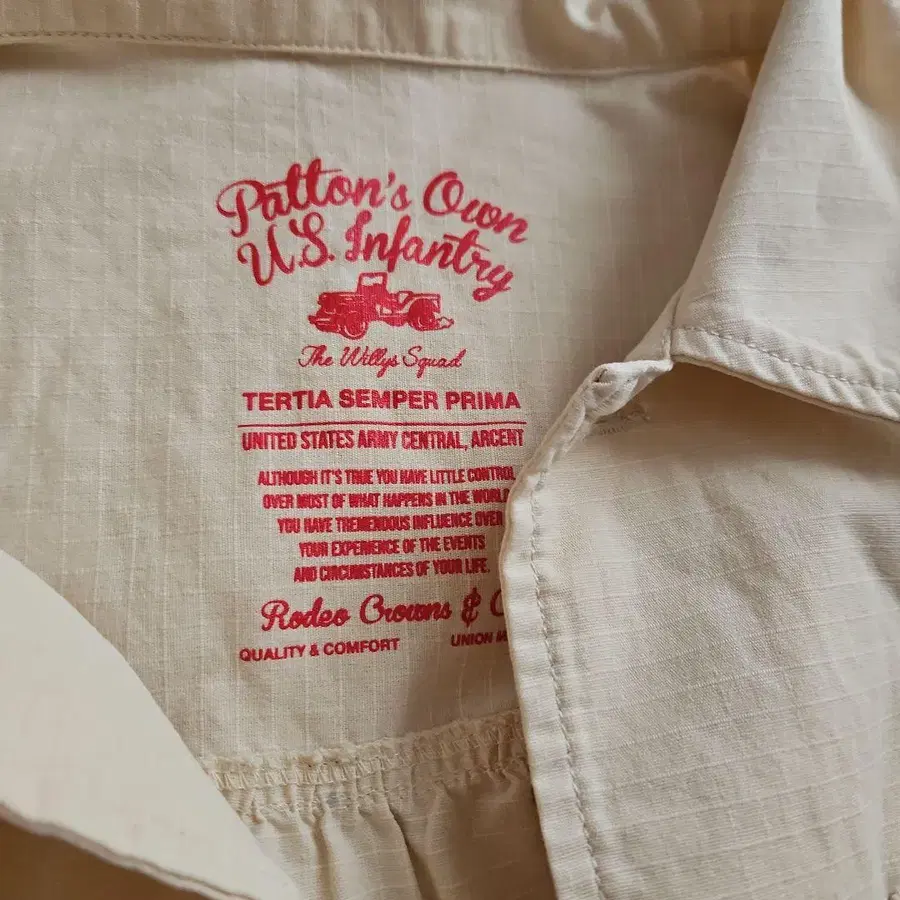 Patton's Own
U.S. Infantry
The Willys Squad
TERTIA SEMPER PRIMA
UNITED STATES ARMY CENTRAL, ARCENT
ALTHOUGH IT'S TRUE YOU HAVE LITTLE CONTROL
OVER MOST OF WHAT HAPPENS IN THE WORLD
YOU HAVE TREMENDOUS INFLUENCE OVER
YOUR EXPERIENCE OF THE EVENTS
AND CIRCUMSTANCES OF YOUR LIFE.
Rodeo Crowns &
QUALITY & COMFORT UNION